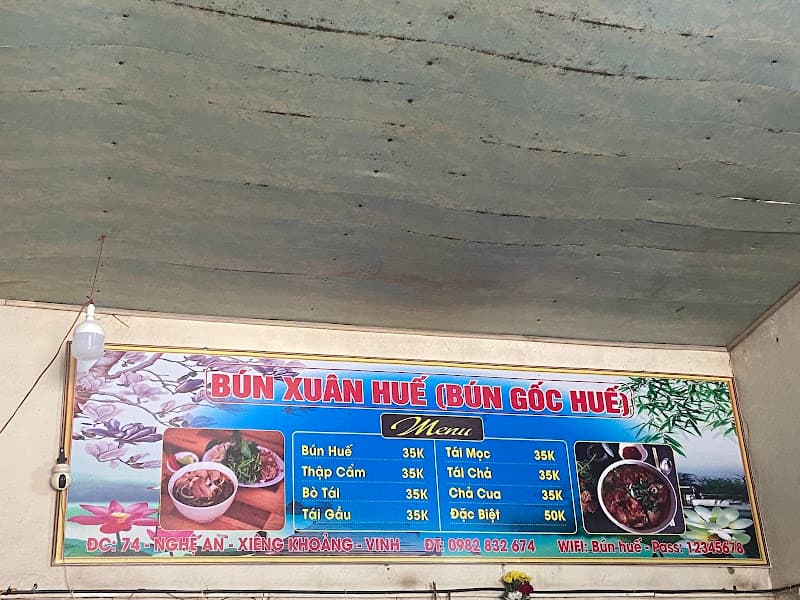 BÚN XUÂN HUẾ (BÚN GỐC HUẾ)
Menu
Bún Huế 35K
Thập Cẩm 35K
Bò Tái 35K
Tái Gầu 35K
Tái Mọc 35K
Tái Chả 35K
Chả Cua 35K
Đặc Biệt 50K
ĐC: 74 - NGHỆ AN - XIÊNG KHOẢNG - VINH ĐT: 0982 832 674 WIFI: Bún huế - Pass: 12345678